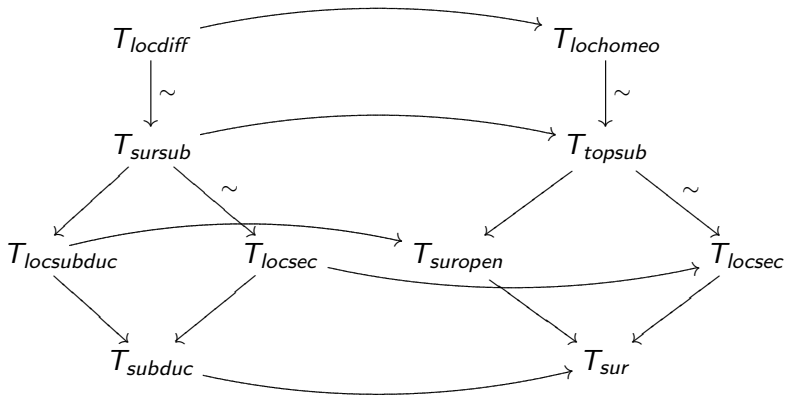 T_locdiff T_lochomeo
∼ ∼
T_sursub T_topsub
∼ ∼
T_locsubduc T_locsec T_suropen T_locsec
T_subduc T_sur